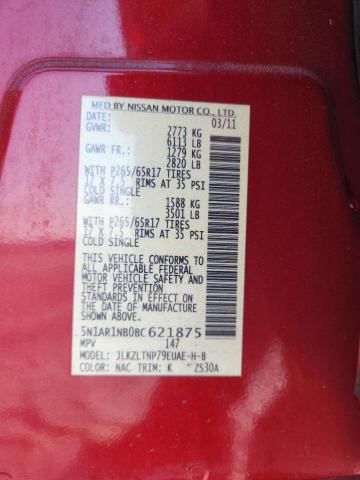 MFD BY NISSAN MOTOR CO., LTD.
DATE: 03/11
GVWR: 2773 KG
6113 LB
GAWR FR.: 1279 KG
2820 LB
WITH P265/65R17 TIRES
17 X 7.5 RIMS AT 35 PSI
COLD SINGLE
GAWR RR.: 1588 KG
3501 LB
WITH P265/65R17 TIRES
17 X 7.5 RIMS AT 35 PSI
COLD SINGLE
THIS VEHICLE CONFORMS TO
ALL APPLICABLE FEDERAL
MOTOR VEHICLE SAFETY AND
THEFT PREVENTION
STANDARDS IN EFFECT ON
THE DATE OF MANUFACTURE
SHOWN ABOVE.
5N1AR1NB0BC621875
MPV 147
MODEL: JLKZLTNP79EUAE-H-B
COLOR: NAC TRIM: K ZS30A